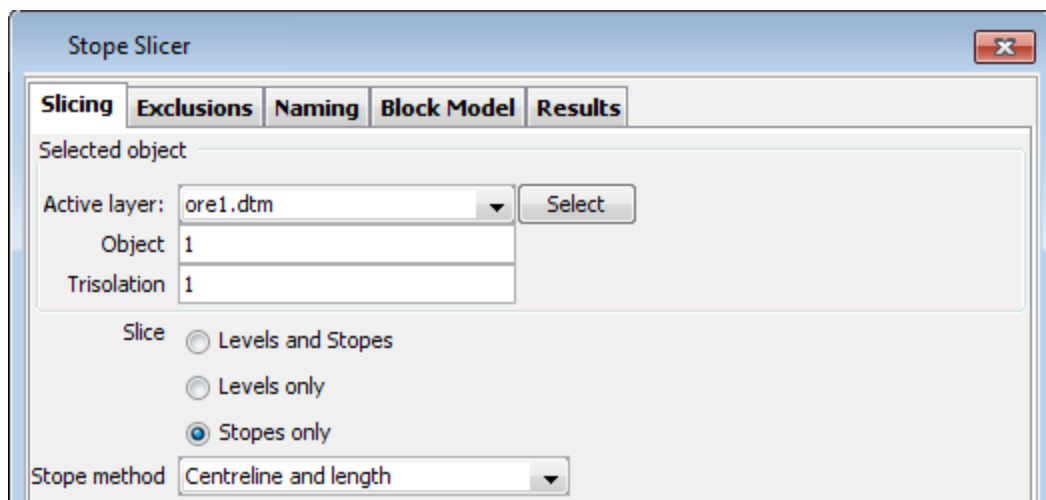 Stope Slicer
Slicing Exclusions Naming Block Model Results
Selected object
Active layer: ore1.dtm Select
Object 1
Trisolation 1
Slice Levels and Stopes
Levels only
Stopes only
Stope method Centreline and length